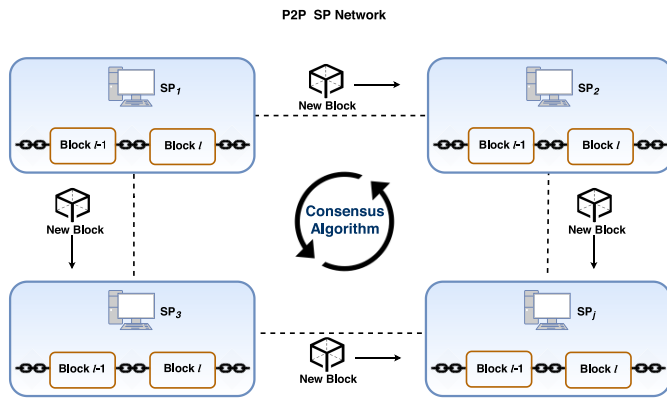 P2P SP Network
SP1
New Block
SP2
Block l-1
Block l
Block l-1
Block l
New Block
Consensus
Algorithm
New Block
SP3
SPj
New Block
Block l-1
Block l
Block l-1
Block l